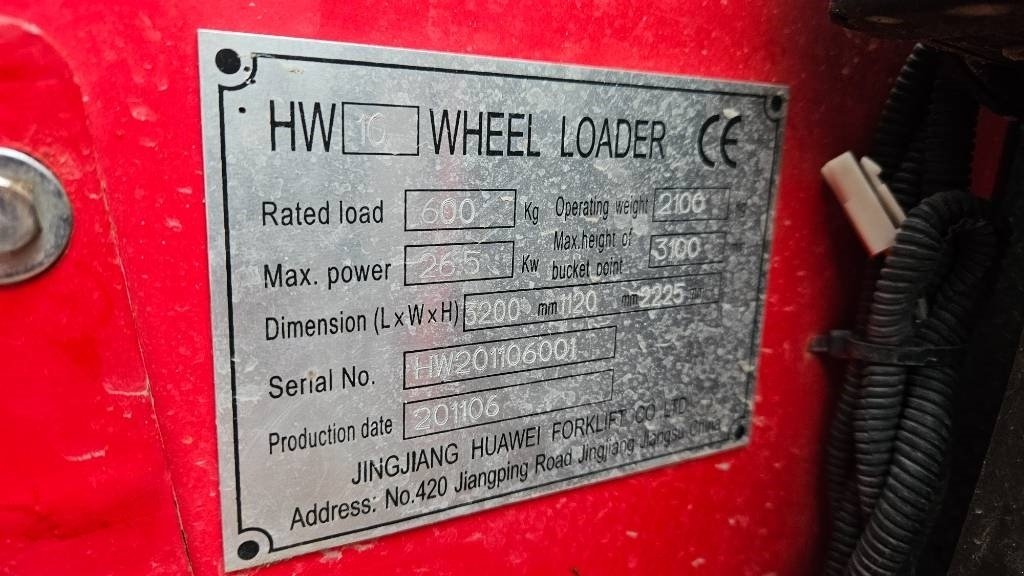 HW 10 WHEEL LOADER CE
Rated load 600 Kg Operating weight 2100
Max. power 26.5 Kw Max. height of bucket point 3100
Dimension (L×W×H) 5200 mm 1120 mm 2225
Serial No. HW201106001
Production date 201106
JINGJIANG HUAWEI FORKLIFT CO LTD
Address: No.420 Jiangping Road Jingjiang Jiangsu China